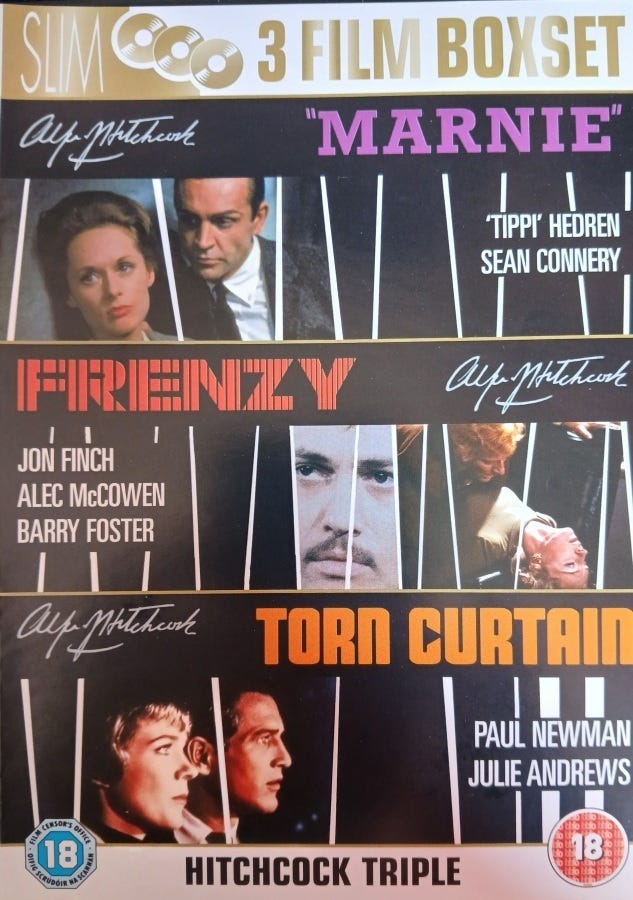 SLIM
3 FILM BOXSET
Alfred Hitchcock
"MARNIE"
'TIPPI' HEDREN
SEAN CONNERY
FRENZY
Alfred Hitchcock
JON FINCH
ALEC McCOWEN
BARRY FOSTER
Alfred Hitchcock
TORN CURTAIN
PAUL NEWMAN
JULIE ANDREWS
FILM CENSOR'S OFFICE
18
OIFIG SCRÚDÓIR NA SCANNÁN
18
HITCHCOCK TRIPLE